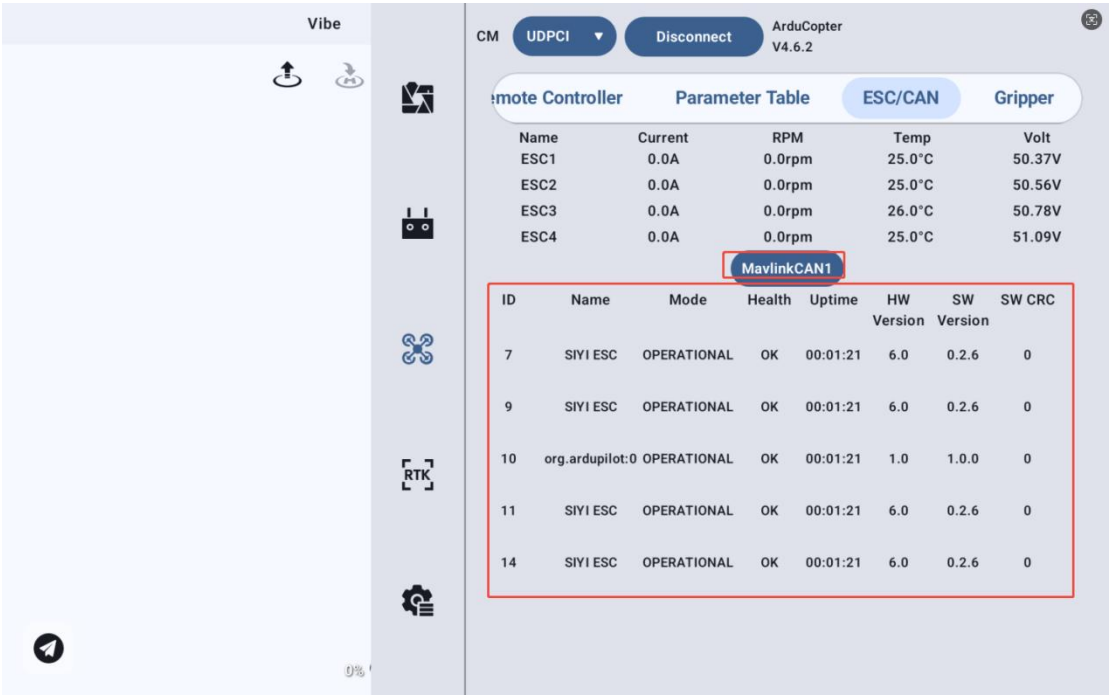 Vibe
CM UDPCI Disconnect ArduCopter
V4.6.2
emote Controller Parameter Table ESC/CAN Gripper
Name Current RPM Temp Volt
ESC1 0.0A 0.0rpm 25.0°C 50.37V
ESC2 0.0A 0.0rpm 25.0°C 50.56V
ESC3 0.0A 0.0rpm 26.0°C 50.78V
ESC4 0.0A 0.0rpm 25.0°C 51.09V
MavlinkCAN1
ID Name Mode Health Uptime HW SW SW CRC
Version Version
7 SIYI ESC OPERATIONAL OK 00:01:21 6.0 0.2.6 0
9 SIYI ESC OPERATIONAL OK 00:01:21 6.0 0.2.6 0
10 org.ardupilot:0 OPERATIONAL OK 00:01:21 1.0 1.0.0 0
RTK
11 SIYI ESC OPERATIONAL OK 00:01:21 6.0 0.2.6 0
14 SIYI ESC OPERATIONAL OK 00:01:21 6.0 0.2.6 0
0%